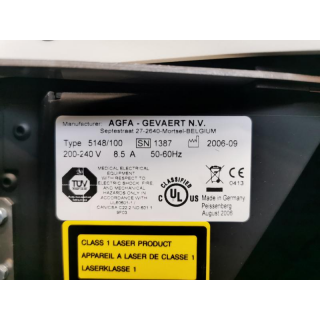 Manufacturer AGFA - GEVAERT N.V.
Septestraat 27-2640-Mortsel-BELGIUM
Type 5148/100 SN 1387 2006-09
200-240 V 8.5 A 50-60Hz
MEDICAL ELECTRICAL
EQUIPMENT
WITH RESPECT TO
ELECTRIC SHOCK, FIRE
AND MECHANICAL
HAZARDS ONLY IN
ACCORDANCE WITH
TÜV
CLASSIFIED
UL
C US
0413
Made in Germany
Peissenberg
August 2006
CLASS 1 LASER PRODUCT
APPAREIL A LASER DE CLASSE 1
LASERKLASSE 1